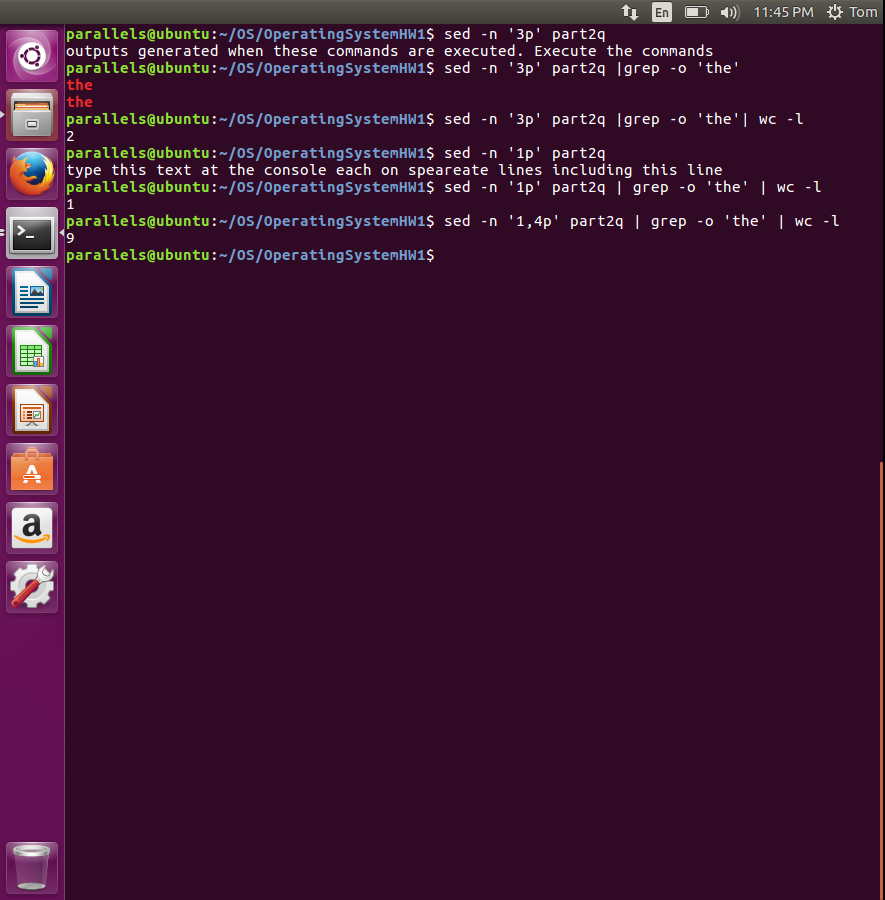 En 11:45 PM Tom
parallels@ubuntu:~/OS/OperatingSystemHW1$ sed -n '3p' part2q
outputs generated when these commands are executed. Execute the commands
parallels@ubuntu:~/OS/OperatingSystemHW1$ sed -n '3p' part2q |grep -o 'the'
the
the
parallels@ubuntu:~/OS/OperatingSystemHW1$ sed -n '3p' part2q |grep -o 'the'| wc -l
2
parallels@ubuntu:~/OS/OperatingSystemHW1$ sed -n '1p' part2q
type this text at the console each on speareate lines including this line
parallels@ubuntu:~/OS/OperatingSystemHW1$ sed -n '1p' part2q | grep -o 'the' | wc -l
1
parallels@ubuntu:~/OS/OperatingSystemHW1$ sed -n '1,4p' part2q | grep -o 'the' | wc -l
9
parallels@ubuntu:~/OS/OperatingSystemHW1$